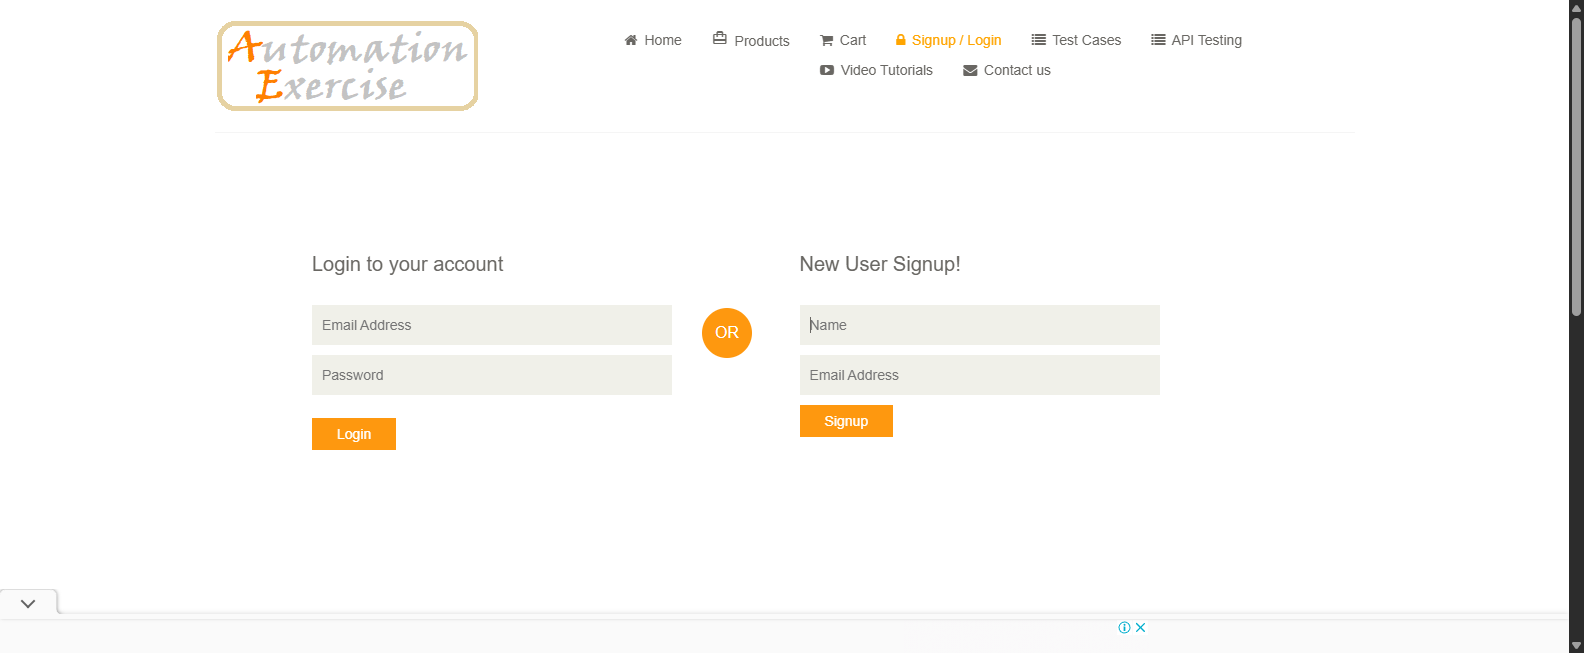 Automation
Exercise
Home
Products
Cart
Signup / Login
Test Cases
API Testing
Video Tutorials
Contact us
Login to your account
Email Address
Password
Login
OR
New User Signup!
Name
Email Address
Signup